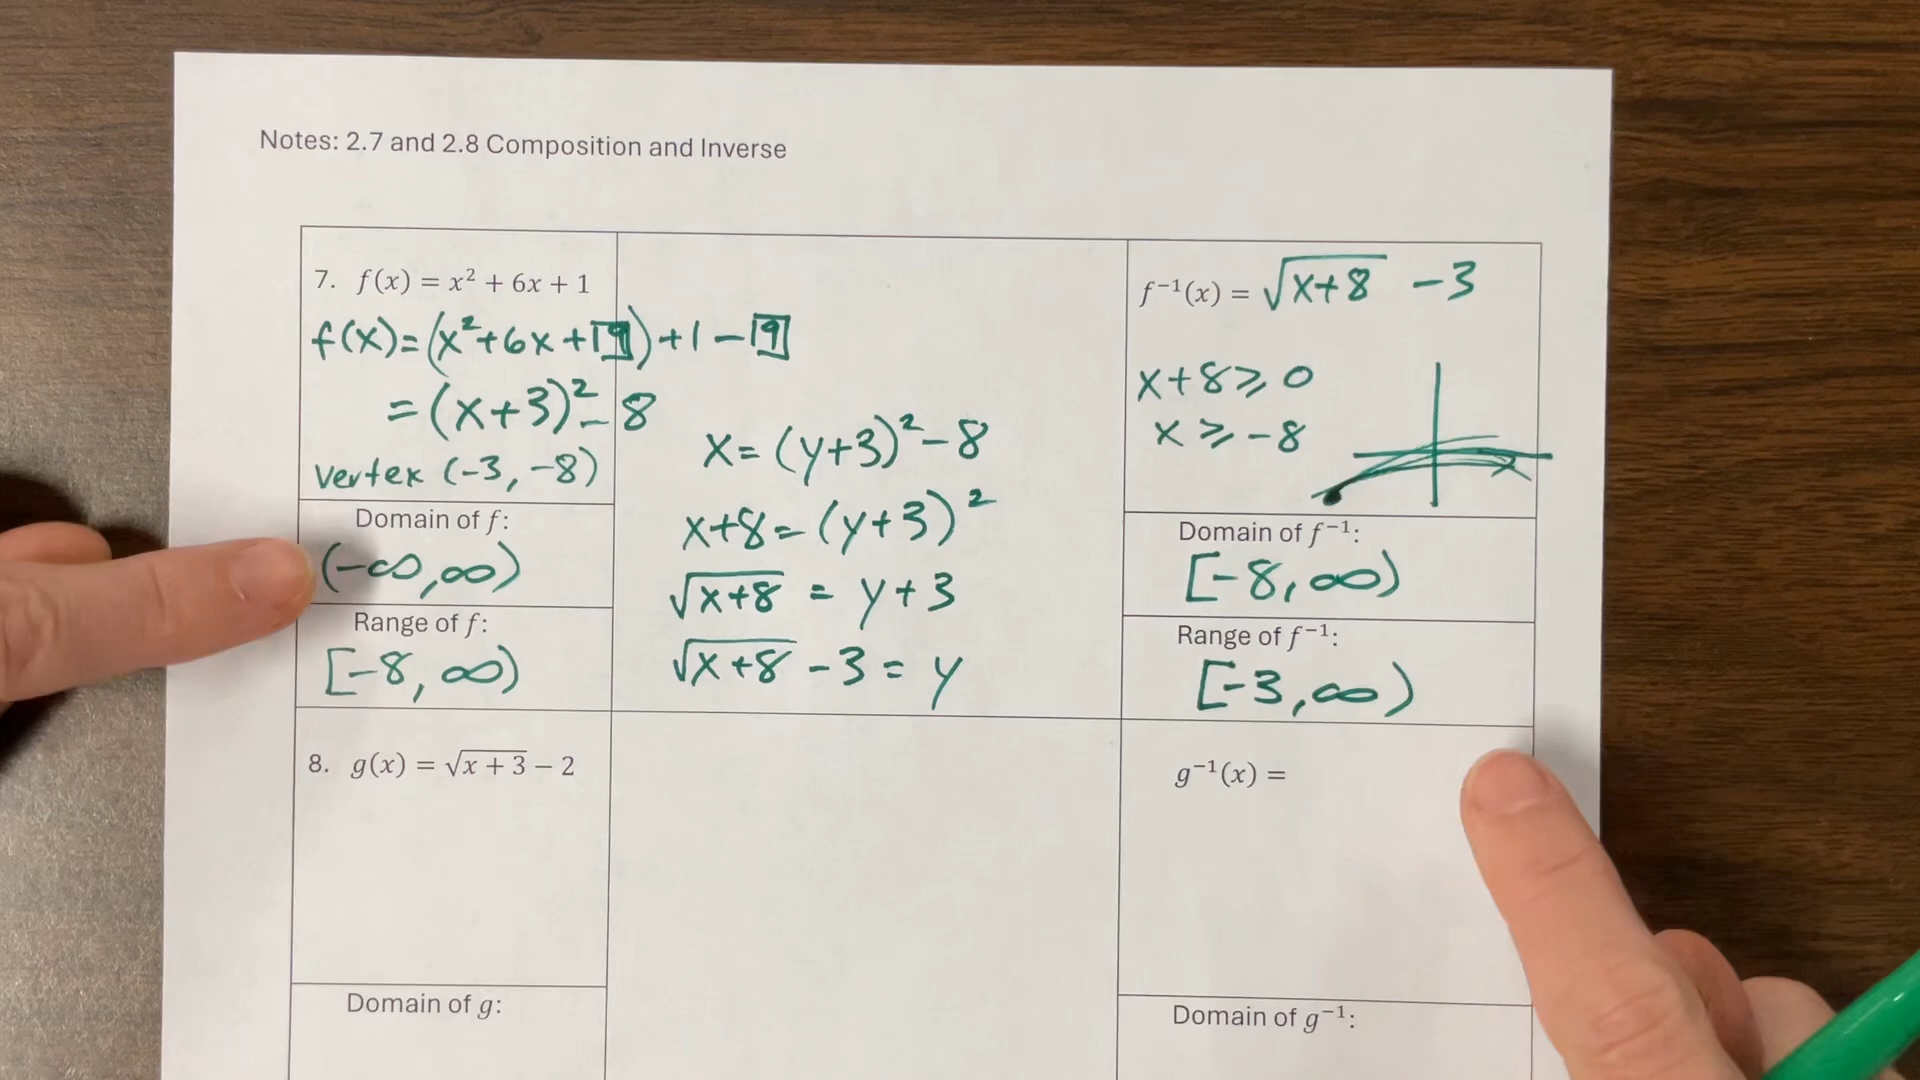 Notes: 2.7 and 2.8 Composition and Inverse
7. f(x) = x² + 6x + 1
f(x)=(x²+6x+9)+1-9
=(x+3)²-8
vertex (-3, -8)
Domain of f:
(-∞,∞)
Range of f:
[-8, ∞)
x=(y+3)²-8
x+8=(y+3)²
√(x+8) = y+3
√(x+8) -3 = y
f⁻¹(x) = √(x+8) -3
x+8⩾0
x⩾-8
Domain of f⁻¹:
[-8,∞)
Range of f⁻¹:
[-3,∞)
8. g(x) = √(x + 3) − 2
g⁻¹(x) =
Domain of g:
Domain of g⁻¹: